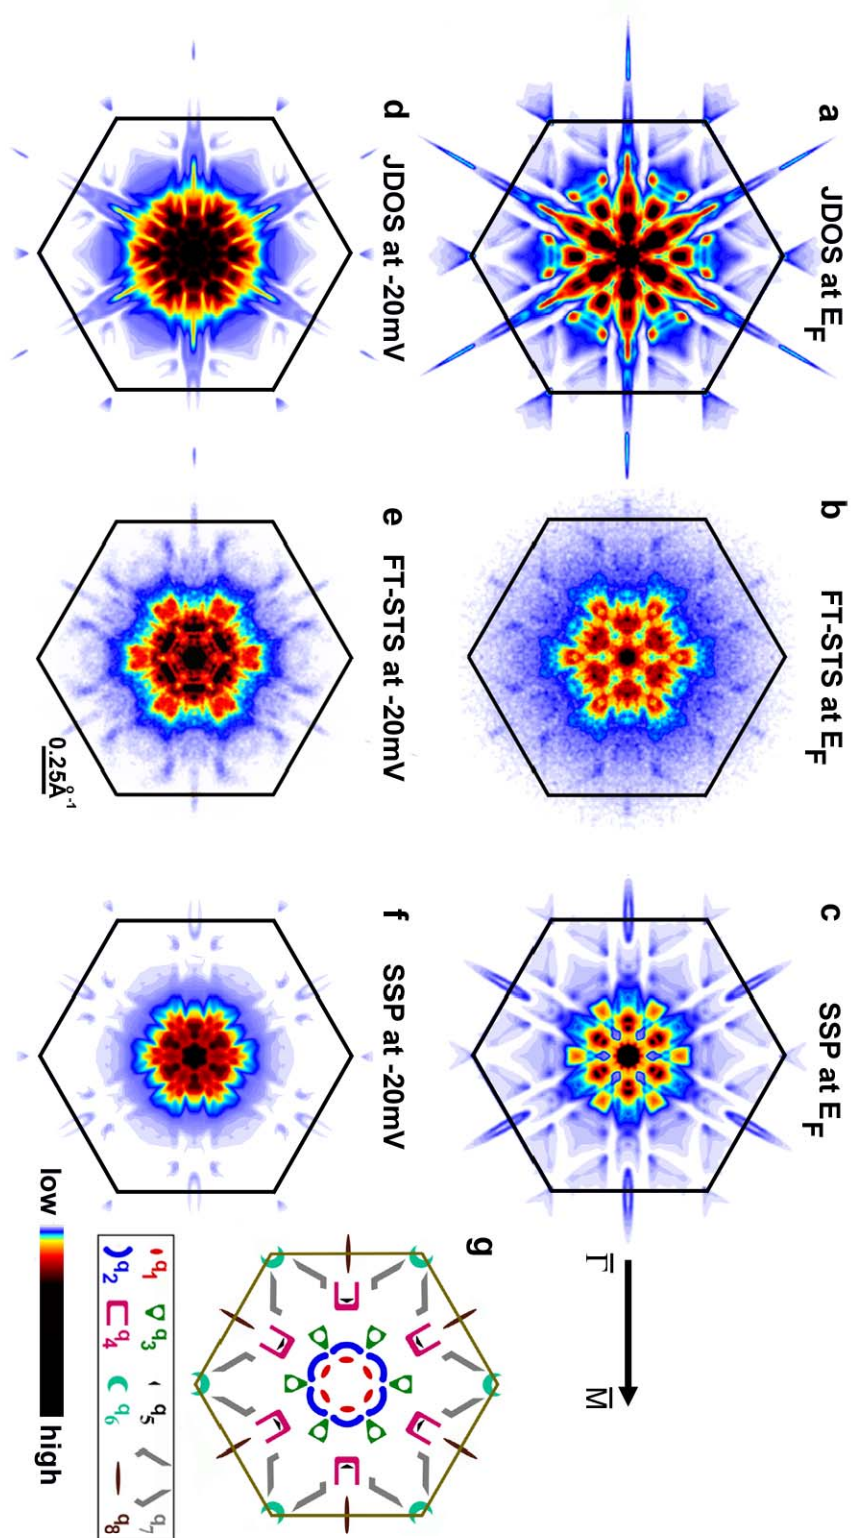 a JDOS at E_F
b FT-STS at E_F
c SSP at E_F
Γ̅ M̅
d JDOS at -20mV
e FT-STS at -20mV
0.25Å⁻¹
f SSP at -20mV
g
q₁ q₃ q₅ q₇
q₂ q₄ q₆ q₈
low high